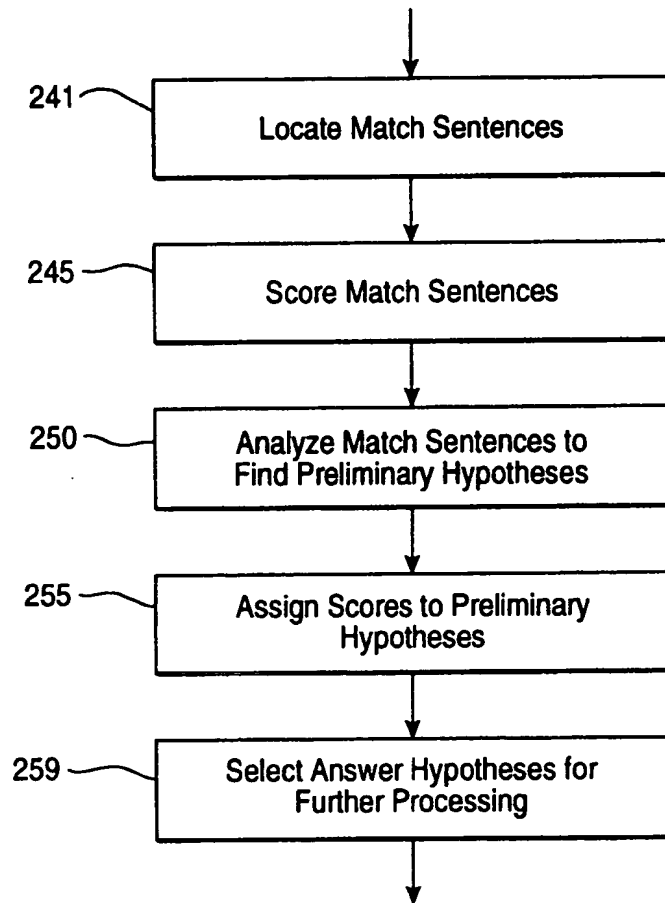 241
Locate Match Sentences
245
Score Match Sentences
250
Analyze Match Sentences to
Find Preliminary Hypotheses
255
Assign Scores to Preliminary
Hypotheses
259
Select Answer Hypotheses for
Further Processing